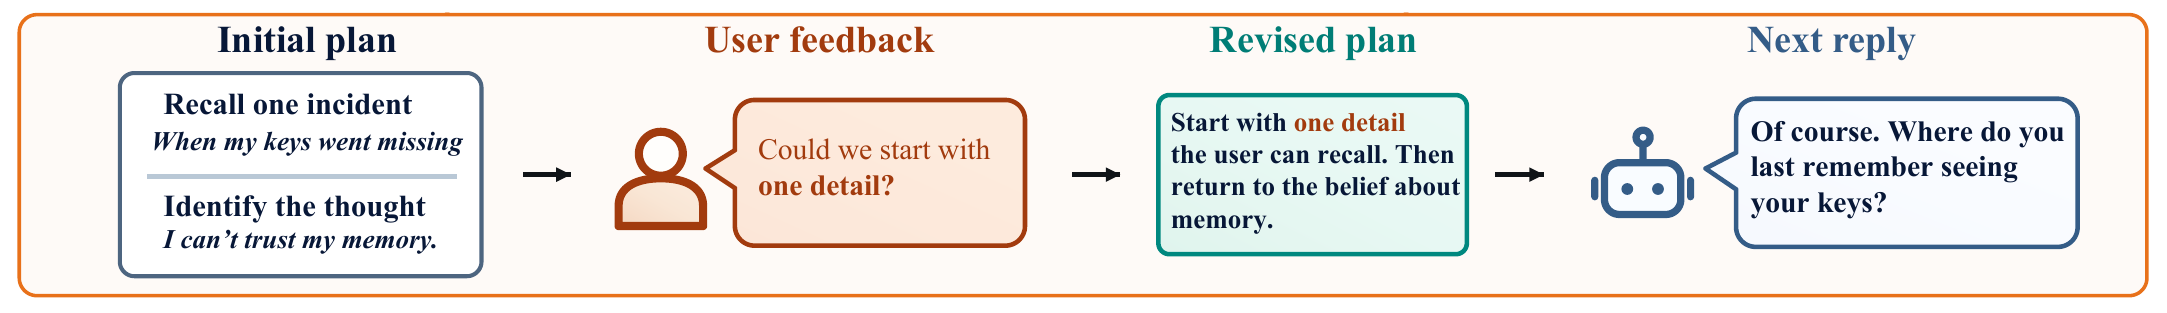 Initial plan
Recall one incident
When my keys went missing
Identify the thought
I can’t trust my memory.
User feedback
Could we start with
one detail?
Revised plan
Start with one detail
the user can recall. Then
return to the belief about
memory.
Next reply
Of course. Where do you
last remember seeing
your keys?